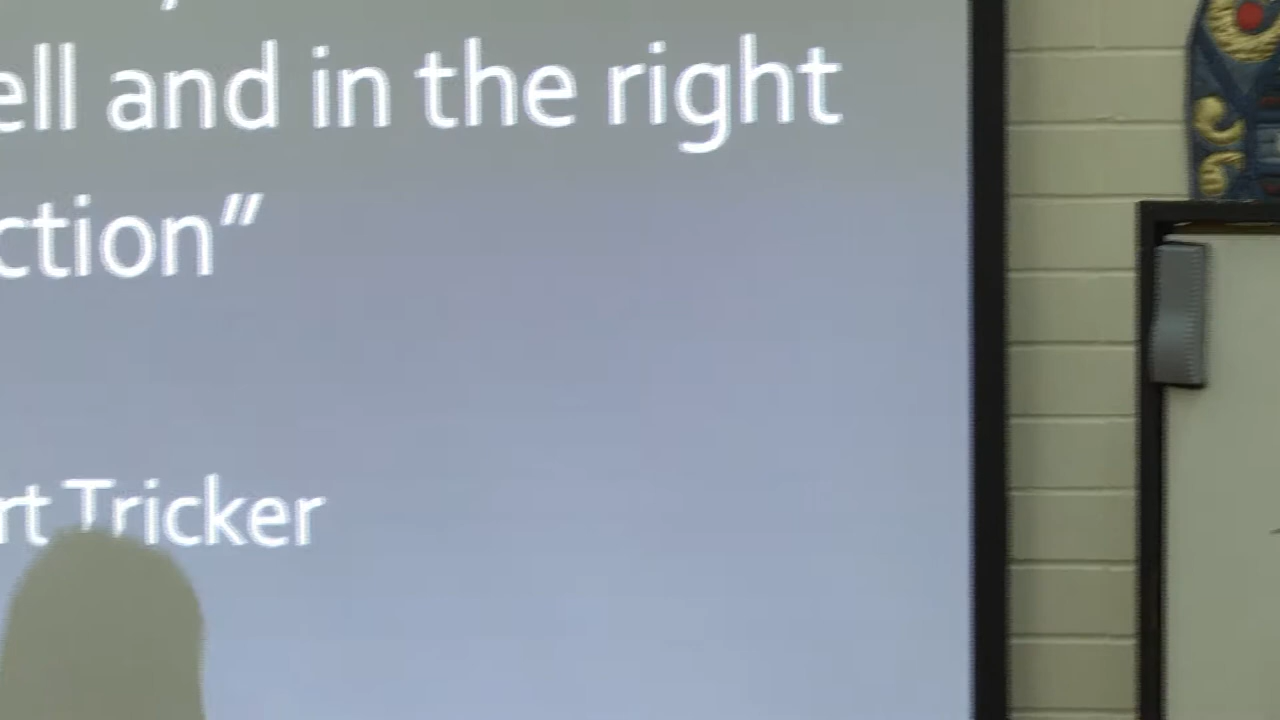 ell and in the right
ction”
rt Tricker